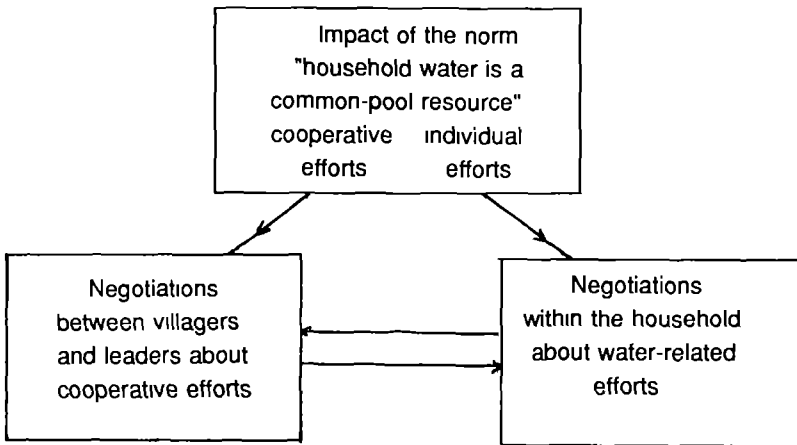 Impact of the norm
"household water is a
common-pool resource"
cooperative individual
efforts efforts
Negotiations
between villagers
and leaders about
cooperative efforts
Negotiations
within the household
about wafer-related
efforts